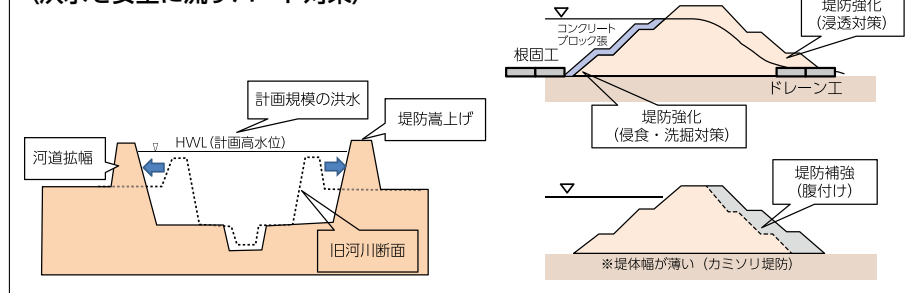 (洪水を安全に流すハード対策)
計画規模の洪水
HWL(計画高水位)
堤防嵩上げ
河道拡幅
旧河川断面
堤防強化
(浸透対策)
コンクリート
ブロック張
根固工
ドレーン工
堤防強化
(侵食・洗掘対策)
堤防補強
(腹付け)
※堤体幅が薄い(カミソリ堤防)